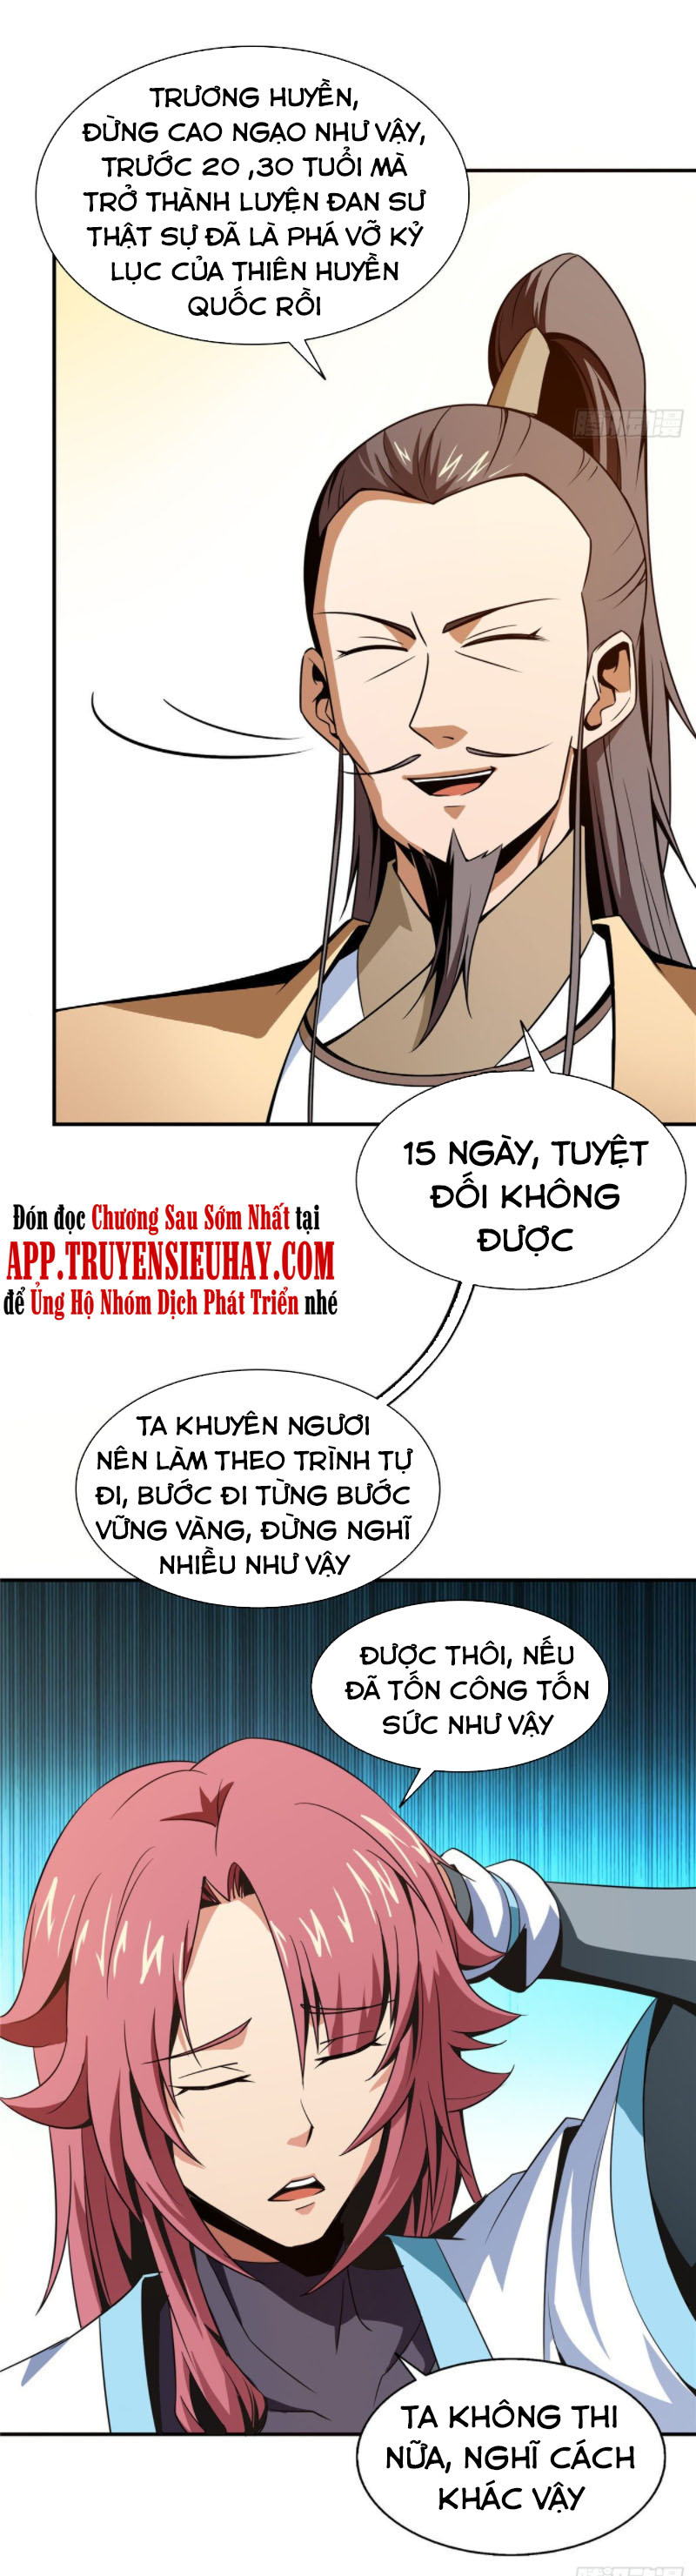 TRƯƠNG HUYỀN,
ĐỪNG CAO NGẠO NHƯ VẬY,
TRƯỚC 20 ,30 TUỔI MÀ
TRỞ THÀNH LUYỆN ĐAN SƯ
THẬT SỰ ĐÃ LÀ PHÁ VỠ KỶ
LỤC CỦA THIÊN HUYỀN
QUỐC RỒI
腾讯动漫
15 NGÀY, TUYỆT
ĐỐI KHÔNG
ĐƯỢC
Đón đọc Chương Sau Sớm Nhất tại
APP.TRUYENSIEUHAY.COM
để Ủng Hộ Nhóm Dịch Phát Triển nhé
TA KHUYÊN NGƯƠI
NÊN LÀM THEO TRÌNH TỰ
ĐI, BƯỚC ĐI TỪNG BƯỚC
VỮNG VÀNG, ĐỪNG NGHĨ
NHIỀU NHƯ VẬY
ĐƯỢC THÔI, NẾU
ĐÃ TỐN CÔNG TỐN
SỨC NHƯ VẬY
TA KHÔNG THI
NỮA, NGHĨ CÁCH
KHÁC VẬY